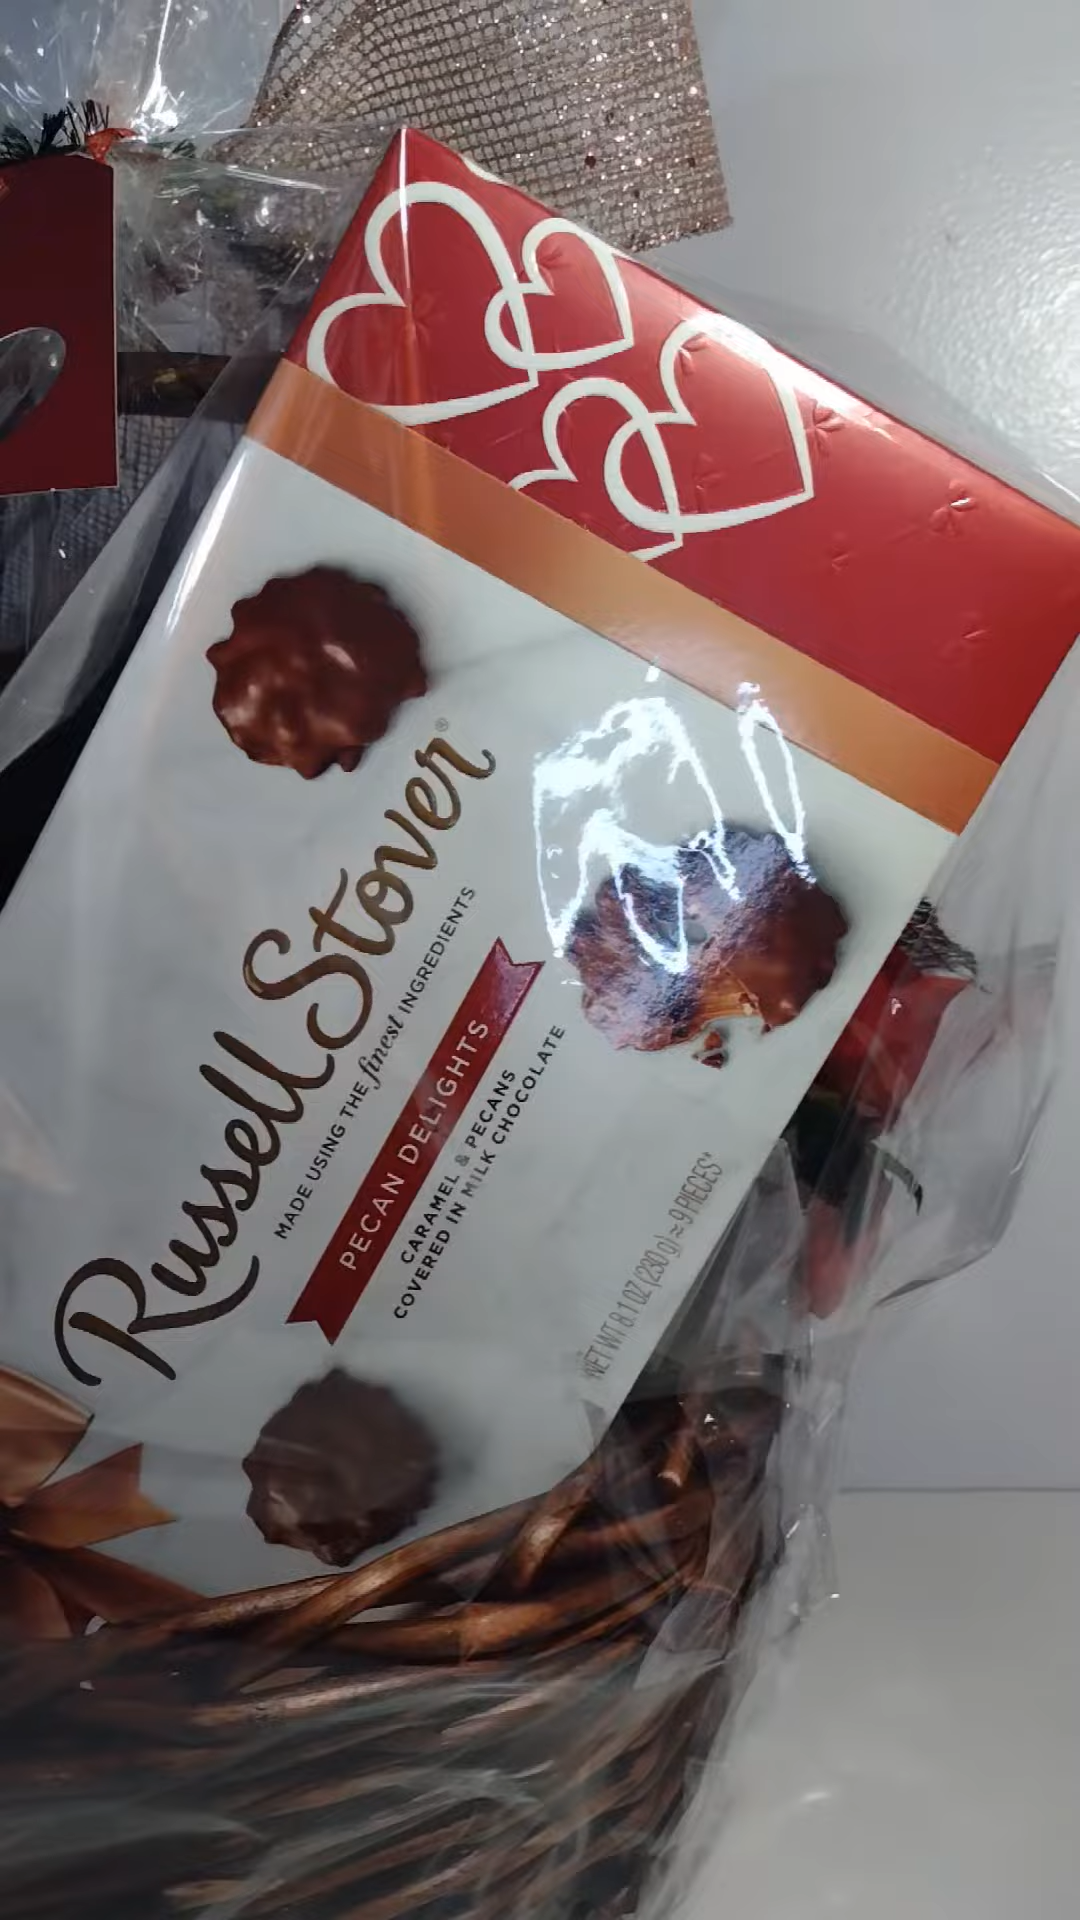 Russell Stover®
MADE USING THE finest INGREDIENTS
PECAN DELIGHTS
CARAMEL & PECANS
COVERED IN MILK CHOCOLATE
NET WT 8.1 OZ (230 g) ≈ 9 PIECES*